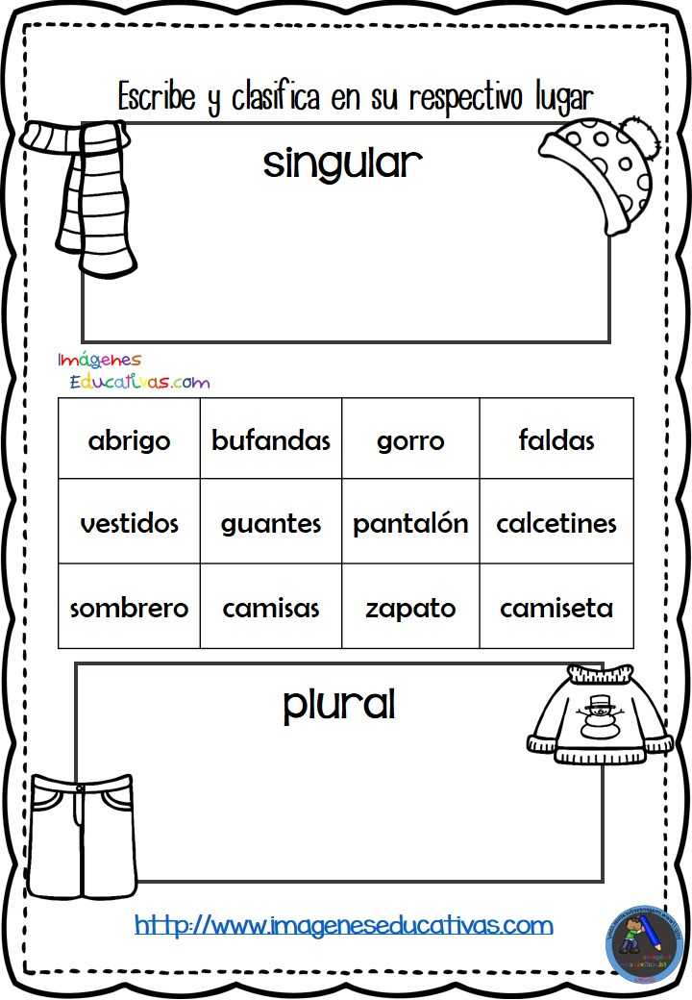 Escribe y clasifica en su respectivo lugar
singular
Imágenes
Educativas.com
abrigo bufandas gorro faldas
vestidos guantes pantalón calcetines
sombrero camisas zapato camiseta
plural
http://www.imageneseducativas.com